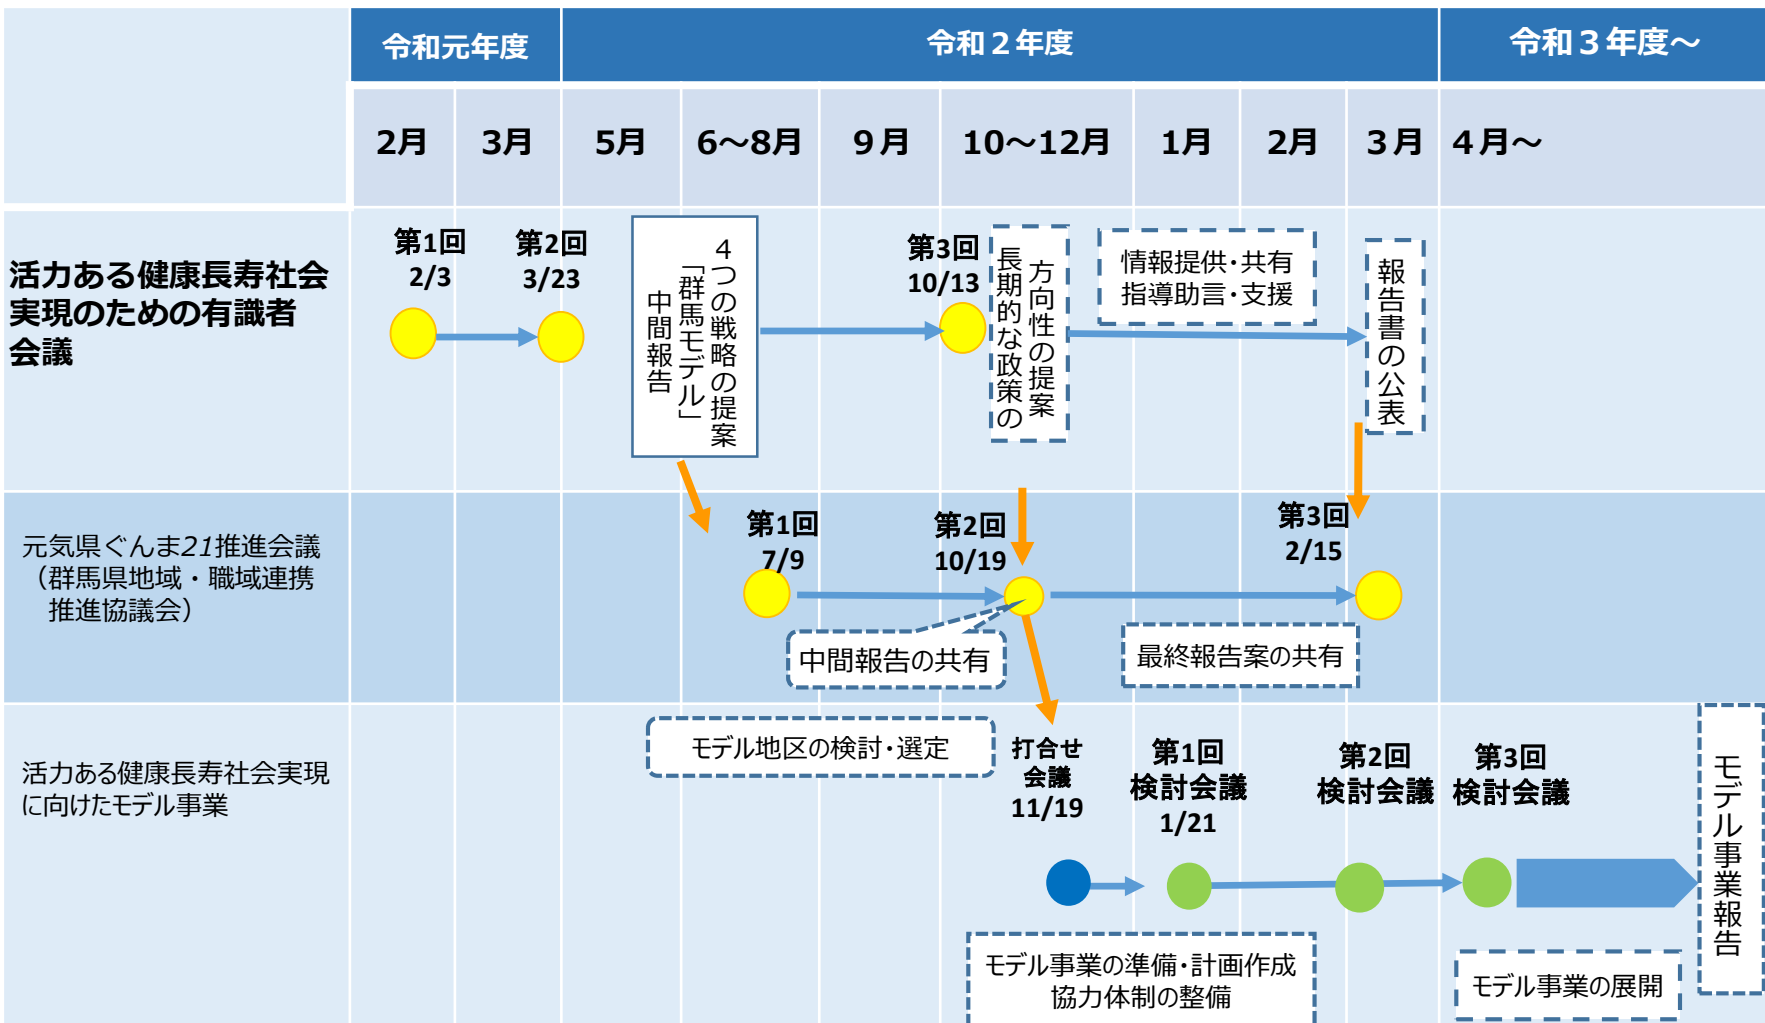 令和元年度
令和２年度
令和３年度～
2月
3月
5月
6～8月
９月
10～12月
1月
2月
３月
４月～
活力ある健康長寿社会
実現のための有識者
会議
第1回
2/3
第2回
3/23
４つの戦略の提案
「群馬モデル」
中間報告
第3回
10/13
長期的な政策の
方向性の提案
情報提供・共有
指導助言・支援
報告書の公表
元気県ぐんま21推進会議
（群馬県地域・職域連携
推進協議会）
第1回
7/9
第2回
10/19
第3回
2/15
中間報告の共有
最終報告案の共有
活力ある健康長寿社会実現
に向けたモデル事業
モデル地区の検討・選定
打合せ
会議
11/19
第1回
検討会議
1/21
第2回
検討会議
第3回
検討会議
モデル事業報告
モデル事業の準備・計画作成
協力体制の整備
モデル事業の展開